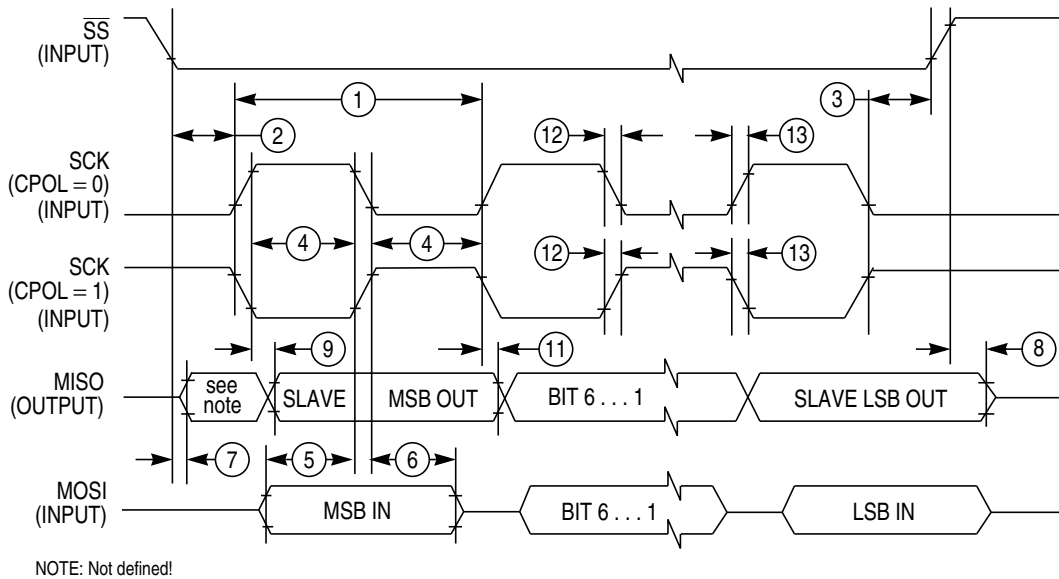 SS
(INPUT)
1
3
2
12
13
SCK
(CPOL = 0)
(INPUT)
4
4
12
13
SCK
(CPOL = 1)
(INPUT)
9
11
8
MISO
(OUTPUT)
see
note
SLAVE
MSB OUT
BIT 6 . . . 1
SLAVE LSB OUT
7
5
6
MOSI
(INPUT)
MSB IN
BIT 6 . . . 1
LSB IN
NOTE: Not defined!